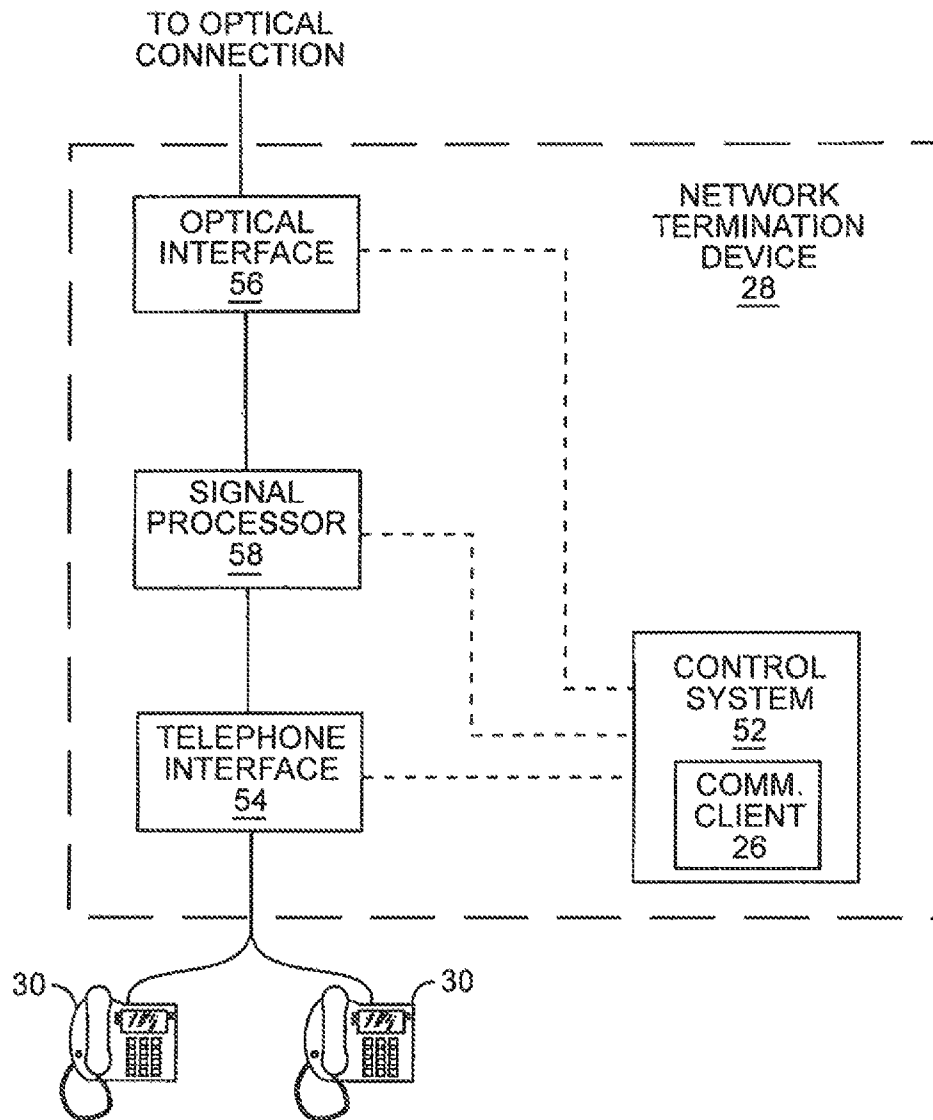 TO OPTICAL
CONNECTION
OPTICAL
INTERFACE
56
NETWORK
TERMINATION
DEVICE
28
SIGNAL
PROCESSOR
58
CONTROL
SYSTEM
52
TELEPHONE
INTERFACE
54
COMM.
CLIENT
26
30
30